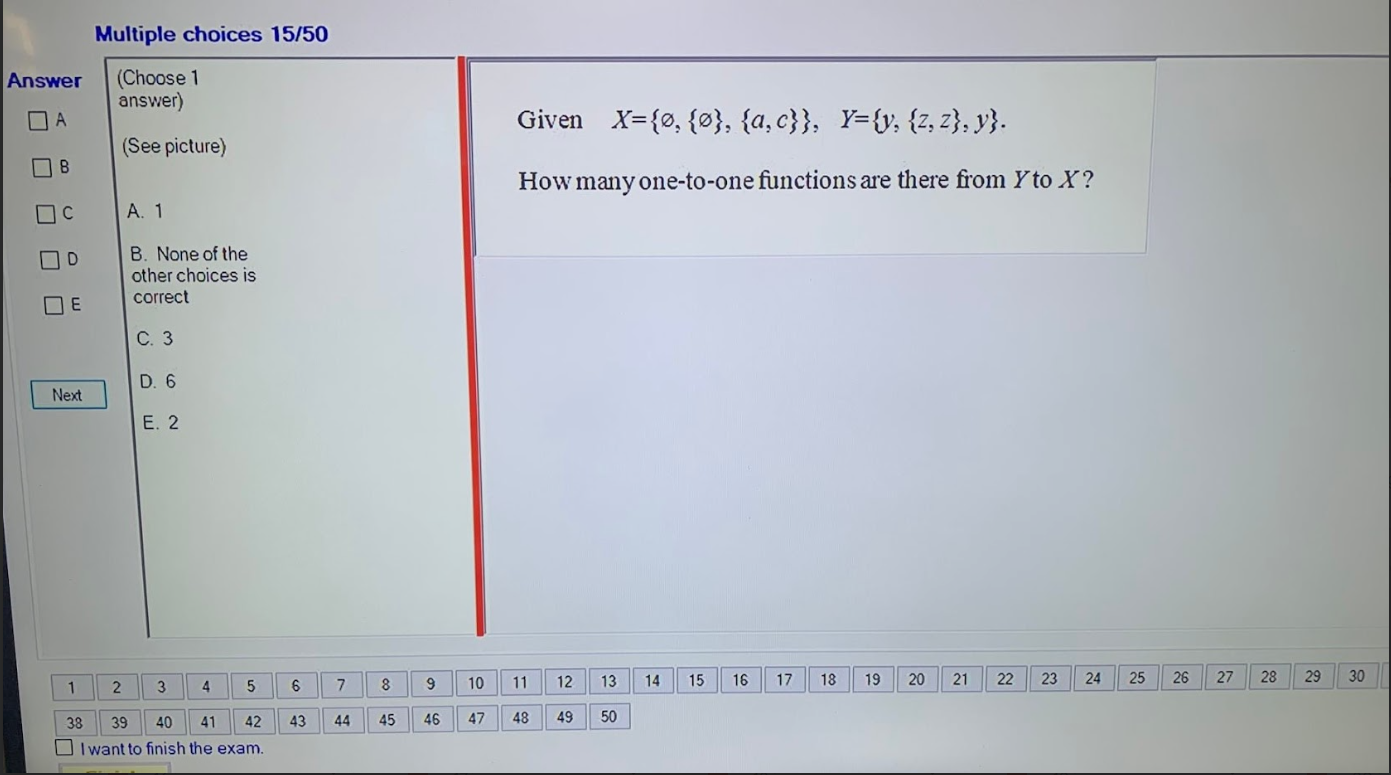 Multiple choices 15/50
Answer
A
B
C
D
E
Next
(Choose 1
answer)
(See picture)
A. 1
B. None of the
other choices is
correct
C. 3
D. 6
E. 2
Given X={ø, {ø}, {a, c}}, Y={y, {z, z}, y}.
How many one-to-one functions are there from Y to X?
1 2 3 4 5 6 7 8 9 10 11 12 13 14 15 16 17 18 19 20 21 22 23 24 25 26 27 28 29 30
38 39 40 41 42 43 44 45 46 47 48 49 50
I want to finish the exam.